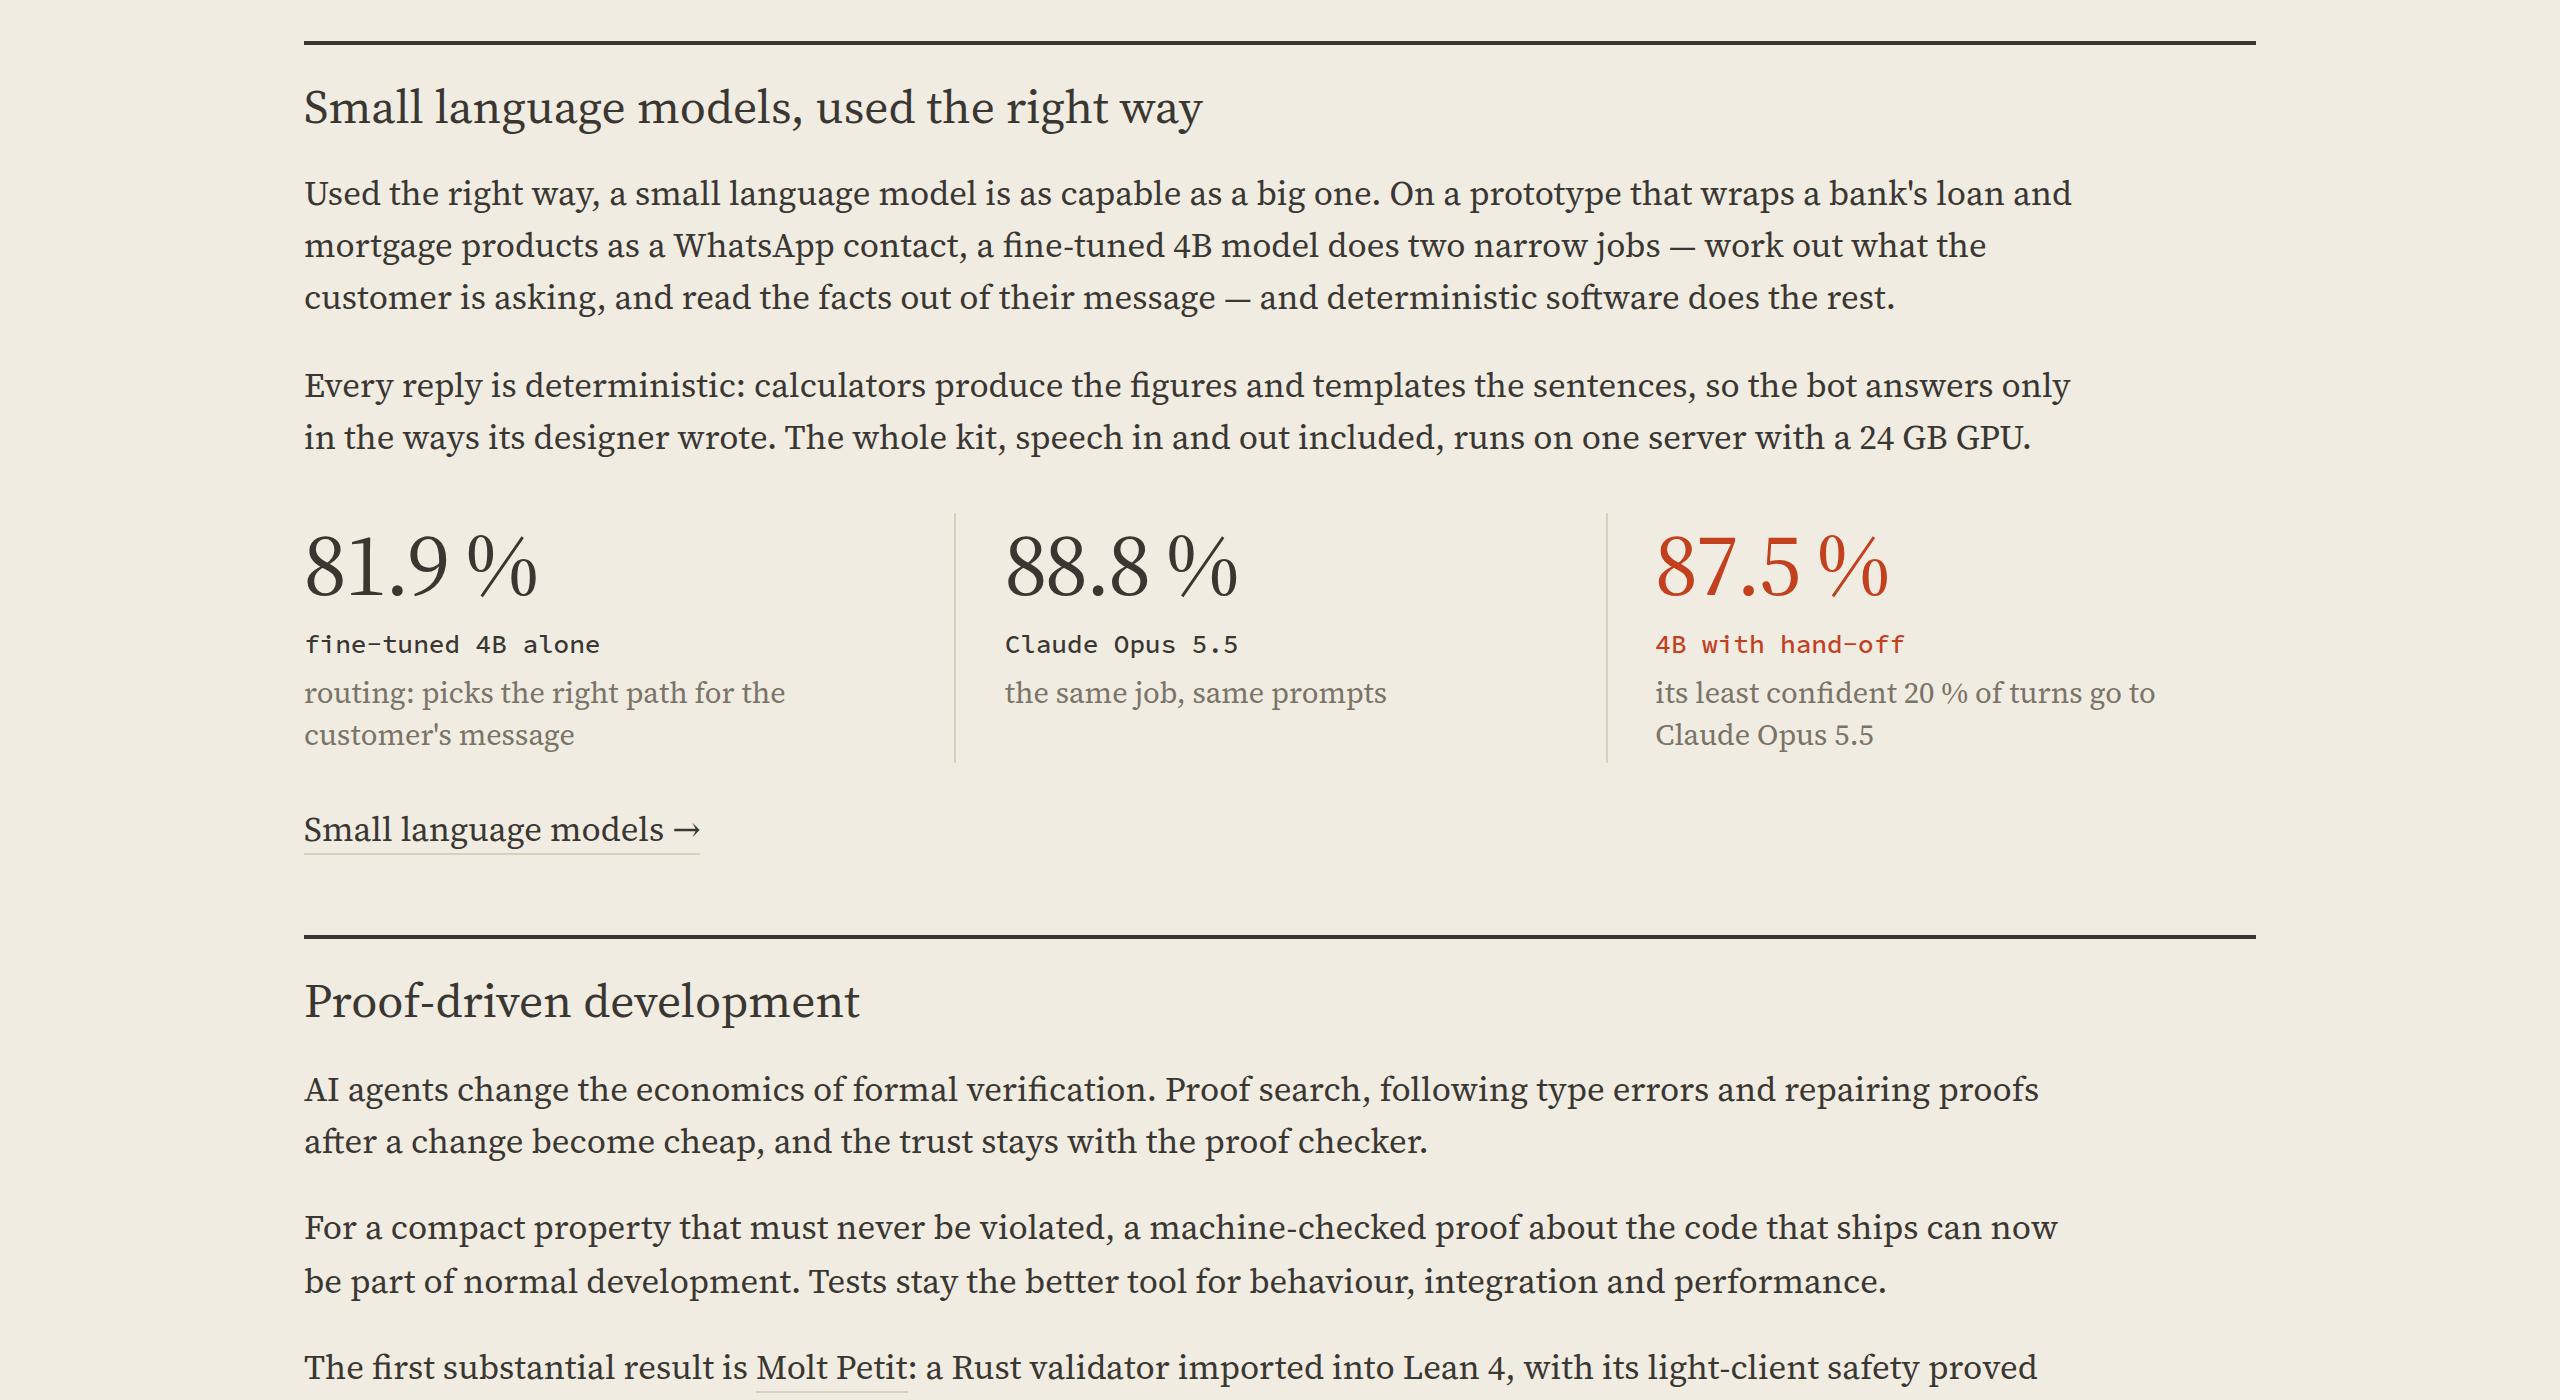 Small language models, used the right way
Used the right way, a small language model is as capable as a big one. On a prototype that wraps a bank's loan and
mortgage products as a WhatsApp contact, a fine-tuned 4B model does two narrow jobs — work out what the
customer is asking, and read the facts out of their message — and deterministic software does the rest.
Every reply is deterministic: calculators produce the figures and templates the sentences, so the bot answers only
in the ways its designer wrote. The whole kit, speech in and out included, runs on one server with a 24 GB GPU.
81.9 %
fine-tuned 4B alone
routing: picks the right path for the
customer's message
88.8 %
Claude Opus 5.5
the same job, same prompts
87.5 %
4B with hand-off
its least confident 20 % of turns go to
Claude Opus 5.5
Small language models →
Proof-driven development
AI agents change the economics of formal verification. Proof search, following type errors and repairing proofs
after a change become cheap, and the trust stays with the proof checker.
For a compact property that must never be violated, a machine-checked proof about the code that ships can now
be part of normal development. Tests stay the better tool for behaviour, integration and performance.
The first substantial result is Molt Petit: a Rust validator imported into Lean 4, with its light-client safety proved